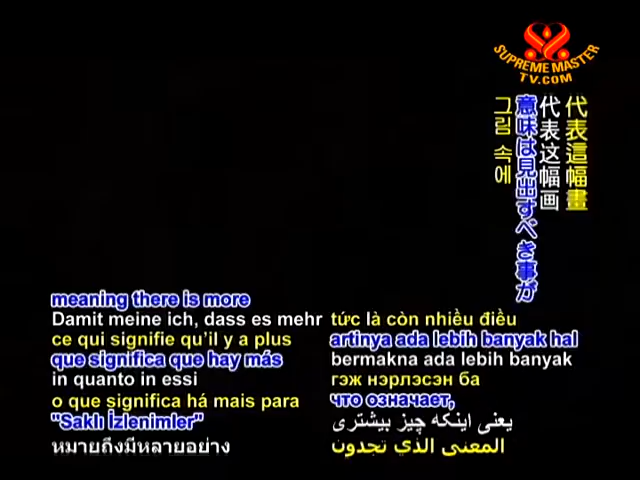 SUPREME MASTER
TV.COM
代表這幅畫
代表这幅画
意味は見出すべき事が
그림 속에
meaning there is more
Damit meine ich, dass es mehr
ce qui signifie qu'il y a plus
que significa que hay más
in quanto in essi
o que significa há mais para
"Saklı İzlenimler"
หมายถึงมีหลายอย่าง
tức là còn nhiều điều
artinya ada lebih banyak hal
bermakna ada lebih banyak
гэж нэрлэсэн ба
что означает,
یعنی اینکه چیز بیشتری
المعنى الذي تجدون